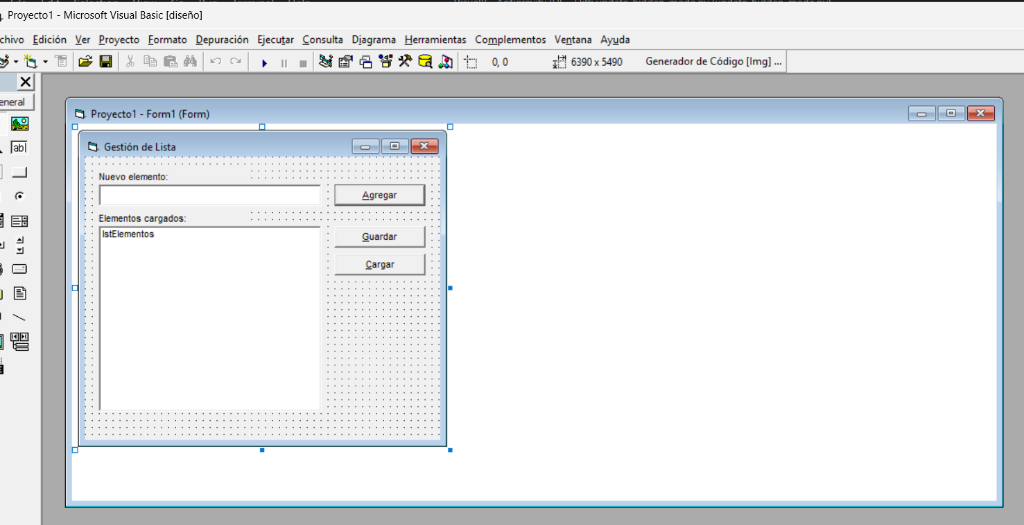 Proyecto1 - Microsoft Visual Basic [diseño]
chivo Edición Ver Proyecto Formato Depuración Ejecutar Consulta Diagrama Herramientas Complementos Ventana Ayuda
0, 0 6390 x 5490 Generador de Código [Img] ...
eneral
ab
Proyecto1 - Form1 (Form)
Gestión de Lista
Nuevo elemento:
Agregar
Elementos cargados:
lstElementos
Guardar
Cargar